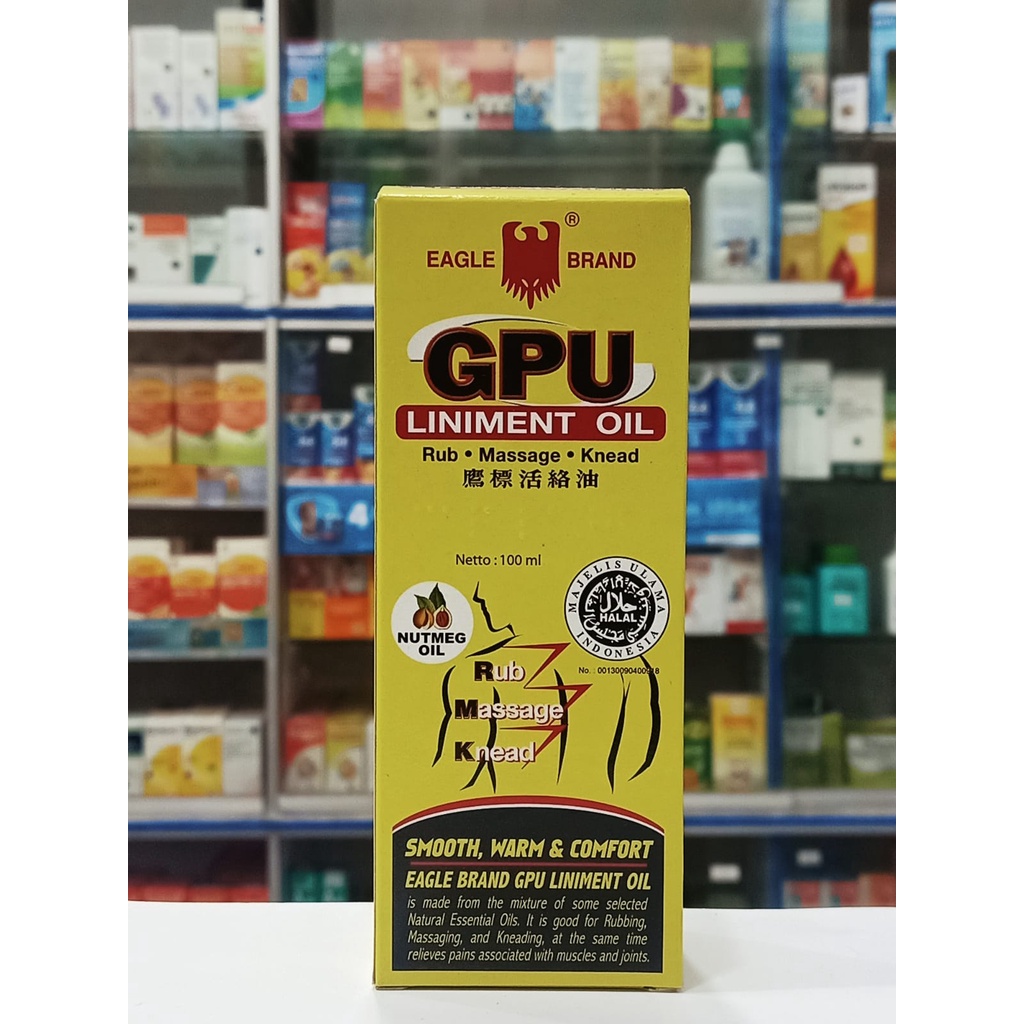 EAGLE BRAND ®
GPU
LINIMENT OIL
Rub • Massage • Knead
鷹標活絡油
Netto : 100 ml
NUTMEG
OIL
MAJELIS ULAMA
حلال
HALAL
INDONESIA
Rub
Massage
Knead
SMOOTH, WARM & COMFORT
EAGLE BRAND GPU LINIMENT OIL
is made from the mixture of some selected
Natural Essential Oils. It is good for Rubbing,
Massaging, and Kneading, at the same time
relieves pains associated with muscles and joints.